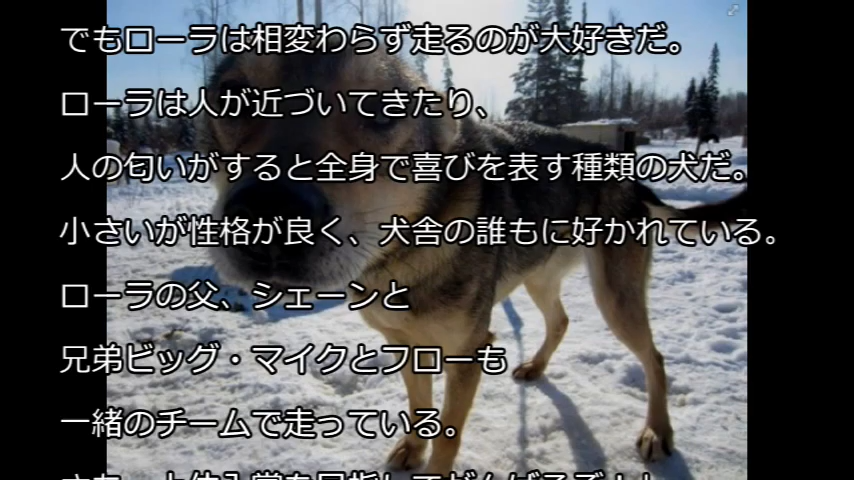 でもローラは相変わらず走るのが大好きだ。
ローラは人が近づいてきたり、
人の匂いがすると全身で喜びを表す種類の犬だ。
小さいが性格が良く、犬舎の誰もに好かれている。
ローラの父、シェーンと
兄弟ビッグ・マイクとフローも
一緒のチームで走っている。